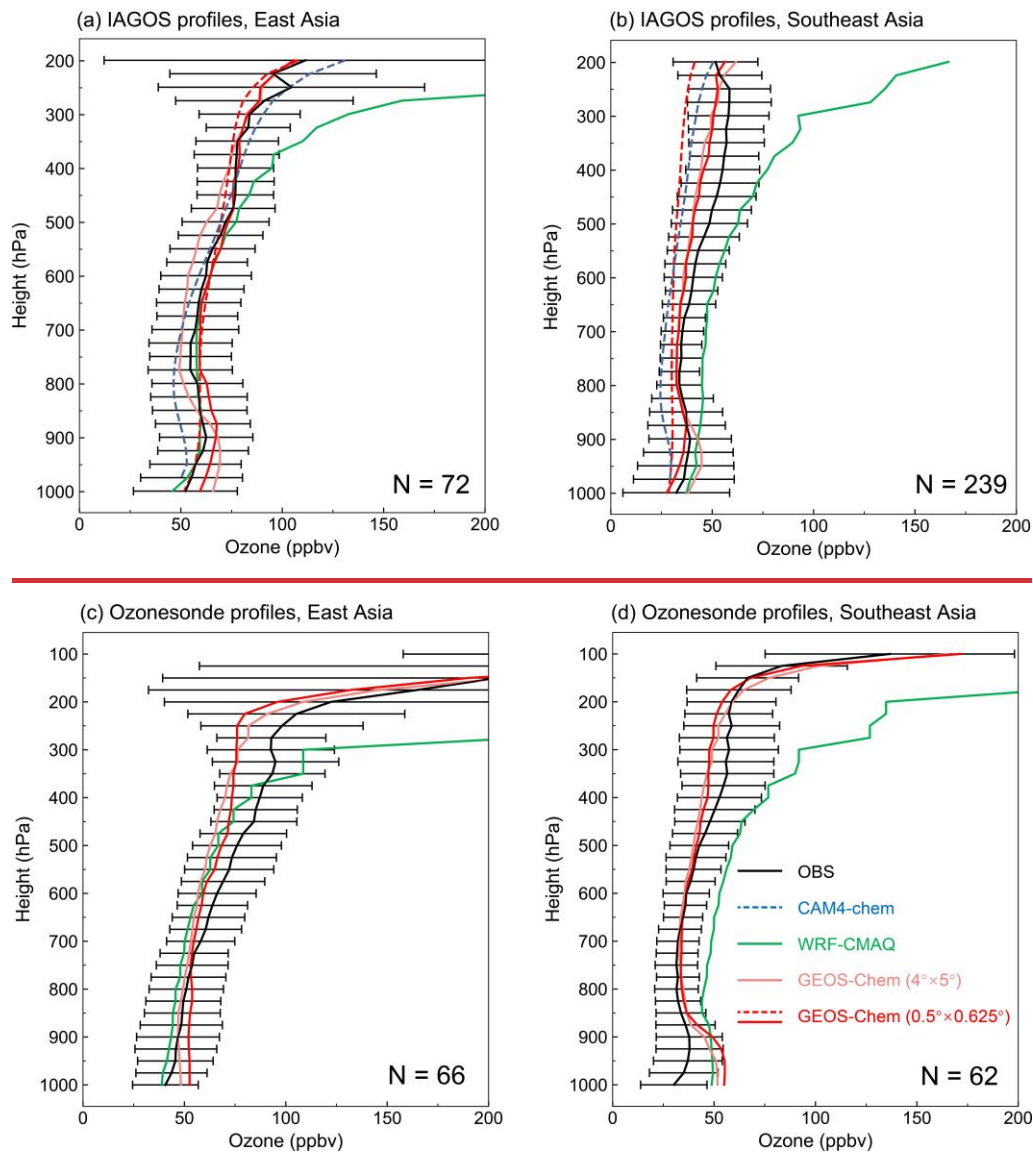 (a) IAGOS profiles, East Asia
200
300
400
500
600
700
800
900
1000
Height (hPa)
0
50
100
150
200
Ozone (ppbv)
N = 72
(b) IAGOS profiles, Southeast Asia
100
200
300
400
500
600
700
800
900
1000
Height (hPa)
0
50
100
150
200
Ozone (ppbv)
N = 239
(c) Ozonesonde profiles, East Asia
100
200
300
400
500
600
700
800
900
1000
Height (hPa)
0
50
100
150
200
Ozone (ppbv)
N = 66
(d) Ozonesonde profiles, Southeast Asia
100
200
300
400
500
600
700
800
900
1000
Height (hPa)
0
50
100
150
200
Ozone (ppbv)
OBS
CAM4-chem
WRF-CMAQ
GEOS-Chem (4°×5°)
GEOS-Chem (0.5°×0.625°)
N = 62